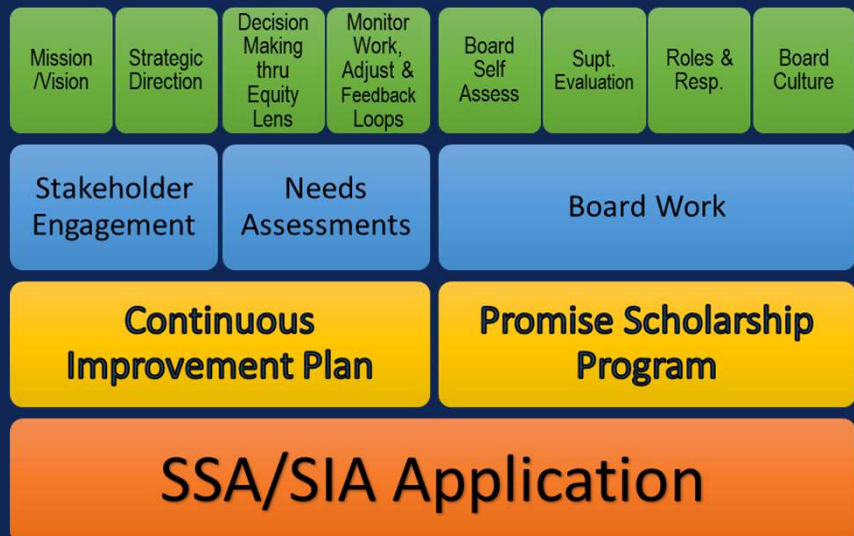 Mission
/Vision
Strategic
Direction
Decision
Making
thru
Equity
Lens
Monitor
Work,
Adjust &
Feedback
Loops
Board
Self
Assess
Supt.
Evaluation
Roles &
Resp.
Board
Culture
Stakeholder
Engagement
Needs
Assessments
Board Work
Continuous
Improvement Plan
Promise Scholarship
Program
SSA/SIA Application